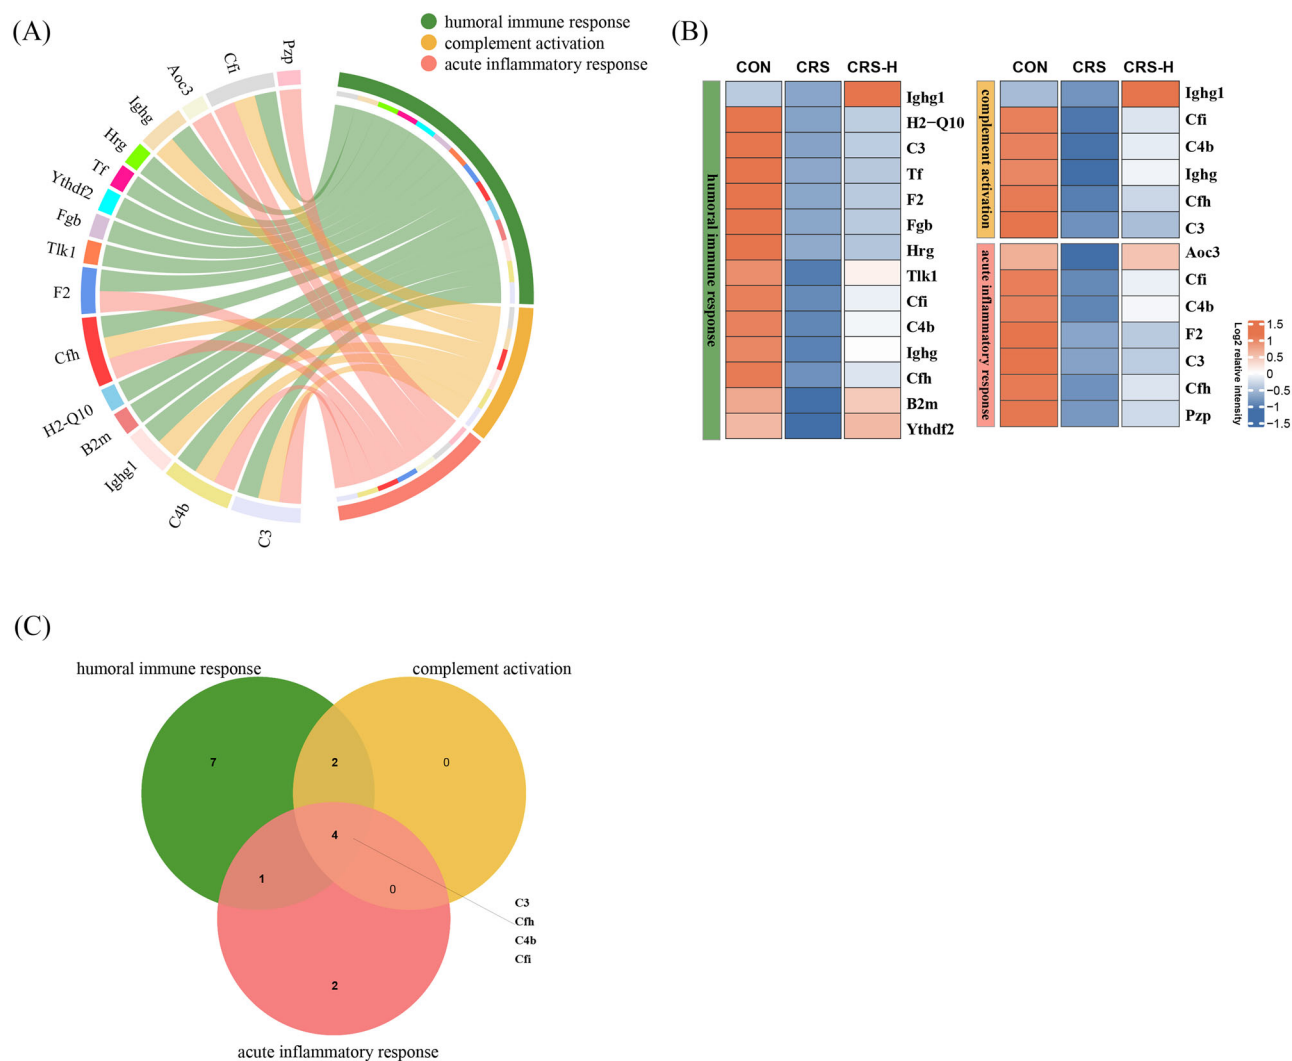 (A)
humoral immune response
complement activation
acute inflammatory response
Pzp
Cfi
Aoc3
Ighg
Hrg
Tf
Ythdf2
Fgb
Tlk1
F2
Cfh
H2-Q10
B2m
Ighg1
C4b
C3
(B)
CON CRS CRS-H
humoral immune response
Ighg1
H2−Q10
C3
Tf
F2
Fgb
Hrg
Tlk1
Cfi
C4b
Ighg
Cfh
B2m
Ythdf2
CON CRS CRS-H
complement activation
Ighg1
Cfi
C4b
Ighg
Cfh
C3
acute inflammatory response
Aoc3
Cfi
C4b
F2
C3
Cfh
Pzp
Log2 relative intensity
1.5
1
0.5
0
−0.5
−1
−1.5
(C)
humoral immune response
complement activation
7
2
0
4
1
0
C3
Cfh
C4b
Cfi
2
acute inflammatory response